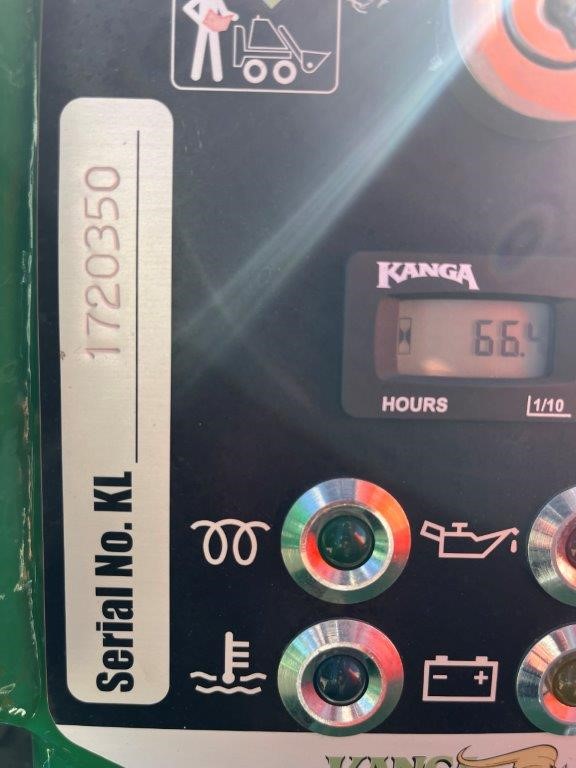 Serial No. KL 1720350
KANGA
66.4
HOURS
1/10